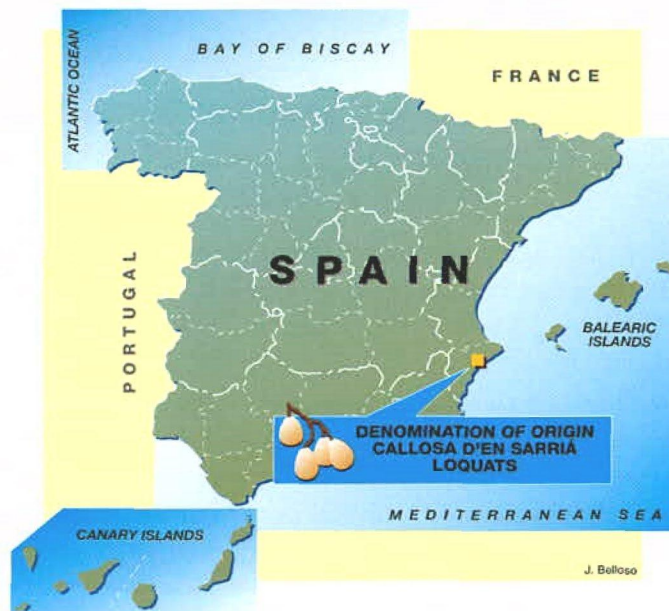 BAY OF BISCAY
ATLANTIC OCEAN
FRANCE
PORTUGAL
SPAIN
BALEARIC
ISLANDS
DENOMINATION OF ORIGIN
CALLOSA D'EN SARRIÁ
LOQUATS
MEDITERRANEAN SEA
CANARY ISLANDS
J. Belloso